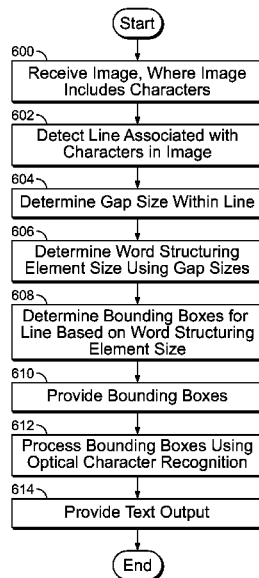 Start
600
Receive Image, Where Image
Includes Characters
602
Detect Line Associated with
Characters in Image
604
Determine Gap Size Within Line
606
Determine Word Structuring
Element Size Using Gap Sizes
608
Determine Bounding Boxes for
Line Based on Word Structuring
Element Size
610
Provide Bounding Boxes
612
Process Bounding Boxes Using
Optical Character Recognition
614
Provide Text Output
End